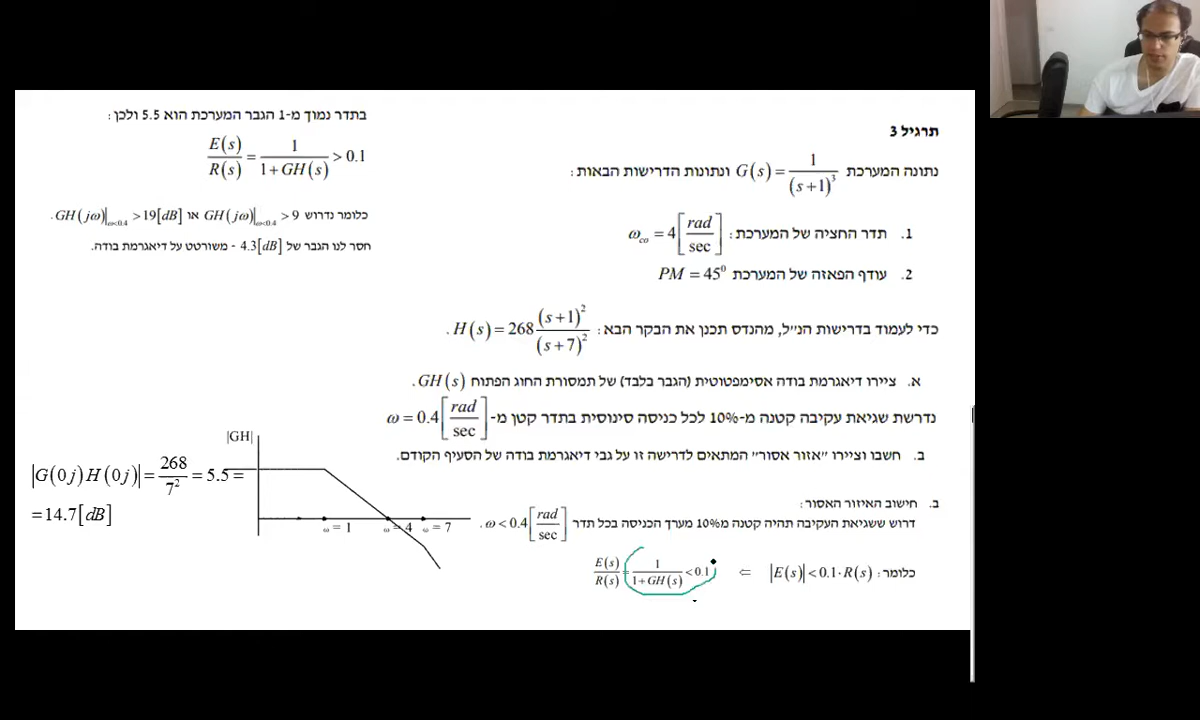 תרגיל 3
נתונה המערכת G(s) = 1/(s+1)^3 ונתונות הדרישות הבאות:
1. תדר החציה של המערכת: ω_co = 4[rad/sec]
2. עודף הפאזה של המערכת PM = 45^0
כדי לעמוד בדרישות הנ"ל, מהנדס תכנן את הבקר הבא: H(s) = 268 (s+1)^2/(s+7)^2.
א. ציירו דיאגרמת בודה אסימפטוטית (הגבר בלבד) של תמסורת החוג הפתוח GH(s).
נדרשת שגיאת עקיבה קטנה מ-10% לכל כניסה סינוסית בתדר קטן מ- ω = 0.4[rad/sec]
ב. חשבו וציירו "אזור אסור" המתאים לדרישה זו על גבי דיאגרמת בודה של הסעיף הקודם.
ב. חישוב האיזור האסור:
דרוש ששגיאת העקיבה תהיה קטנה מ10% מערך הכניסה בכל תדר ω < 0.4[rad/sec].
כלומר: |E(s)| < 0.1·R(s) ⇐ E(s)/R(s) = 1/(1+GH(s)) < 0.1
בתדר נמוך מ-1 הגבר המערכת הוא 5.5 ולכן:
E(s)/R(s) = 1/(1+GH(s)) > 0.1
כלומר נדרוש GH(jω)|_ω<0.4 > 9 או GH(jω)|_ω<0.4 > 19[dB].
חסר לנו הגבר של 4.3[dB] - משורטט על דיאגרמת בודה.
|GH|
|G(0j)H(0j)| = 268/7^2 = 5.5 =
= 14.7[dB]
ω = 1 ω = 4 ω = 7